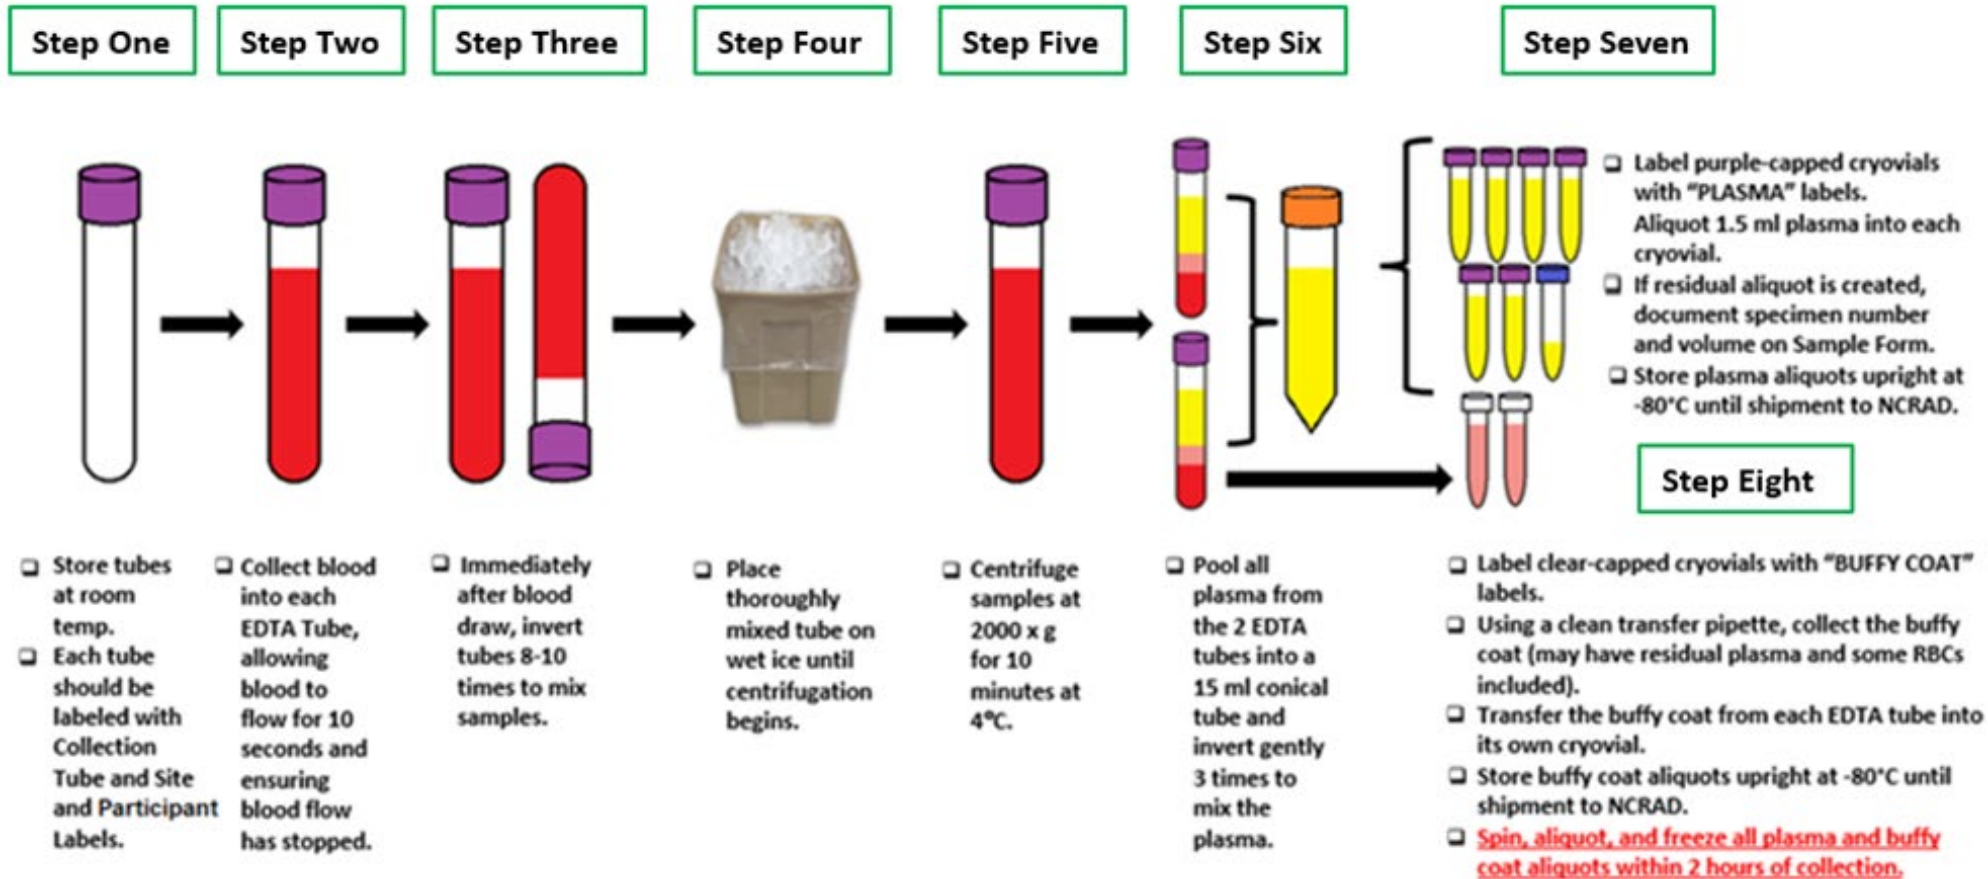 Step One
Step Two
Step Three
Step Four
Step Five
Step Six
Step Seven
❑ Store tubes
at room
temp.
❑ Each tube
should be
labeled with
Collection
Tube and Site
and Participant
Labels.
❑ Collect blood
into each
EDTA Tube,
allowing
blood to
flow for 10
seconds and
ensuring
blood flow
has stopped.
❑ Immediately
after blood
draw, invert
tubes 8-10
times to mix
samples.
❑ Place
thoroughly
mixed tube on
wet ice until
centrifugation
begins.
❑ Centrifuge
samples at
2000 x g
for 10
minutes at
4°C.
❑ Pool all
plasma from
the 2 EDTA
tubes into a
15 ml conical
tube and
invert gently
3 times to
mix the
plasma.
❑ Label purple-capped cryovials
with “PLASMA” labels.
Aliquot 1.5 ml plasma into each
cryovial.
❑ If residual aliquot is created,
document specimen number
and volume on Sample Form.
❑ Store plasma aliquots upright at
-80°C until shipment to NCRAD.
Step Eight
❑ Label clear-capped cryovials with “BUFFY COAT”
labels.
❑ Using a clean transfer pipette, collect the buffy
coat (may have residual plasma and some RBCs
included).
❑ Transfer the buffy coat from each EDTA tube into
its own cryovial.
❑ Store buffy coat aliquots upright at -80°C until
shipment to NCRAD.
❑ Spin, aliquot, and freeze all plasma and buffy
coat aliquots within 2 hours of collection.